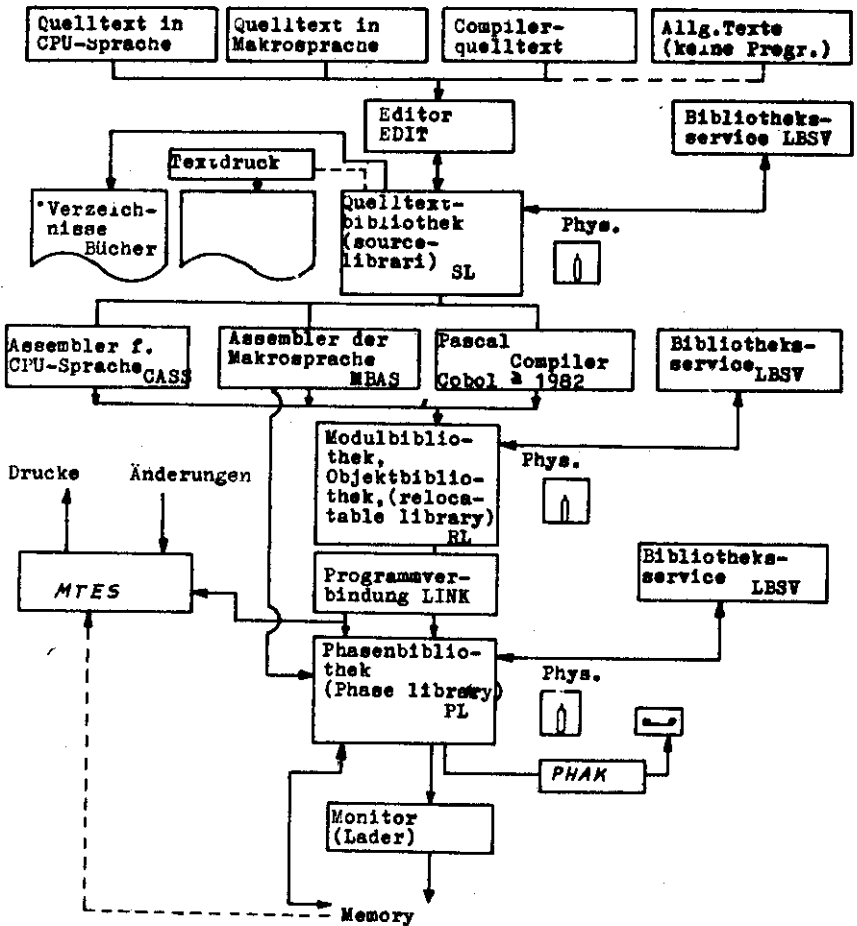 Quelltext in
CPU-Sprache
Quelltext in
Makrosprache
Compiler-
quelltext
Allg.Texte
(keine Progr.)
Editor
EDIT
Bibliotheks-
service LBSV
Textdruck
Verzeich-
nisse
Bücher
Quelltext-
bibliothek
(source-
librari)
SL
Phys.
Assembler f.
CPU-Sprache
CASS
Assembler der
Makrosprache
MBAS
Pascal
Compiler
Cobol a 1982
Bibliotheks-
service
LBSV
Modulbiblio-
thek,
Objektbiblio-
thek,(reloca-
table library)
RL
Phys.
Drucke
Änderungen
MTES
Programmver-
bindung LINK
Bibliotheks-
service
LBSV
Phasenbiblio-
thek
(Phase library)
PL
Phys.
PHAK
Monitor
(Lader)
Memory